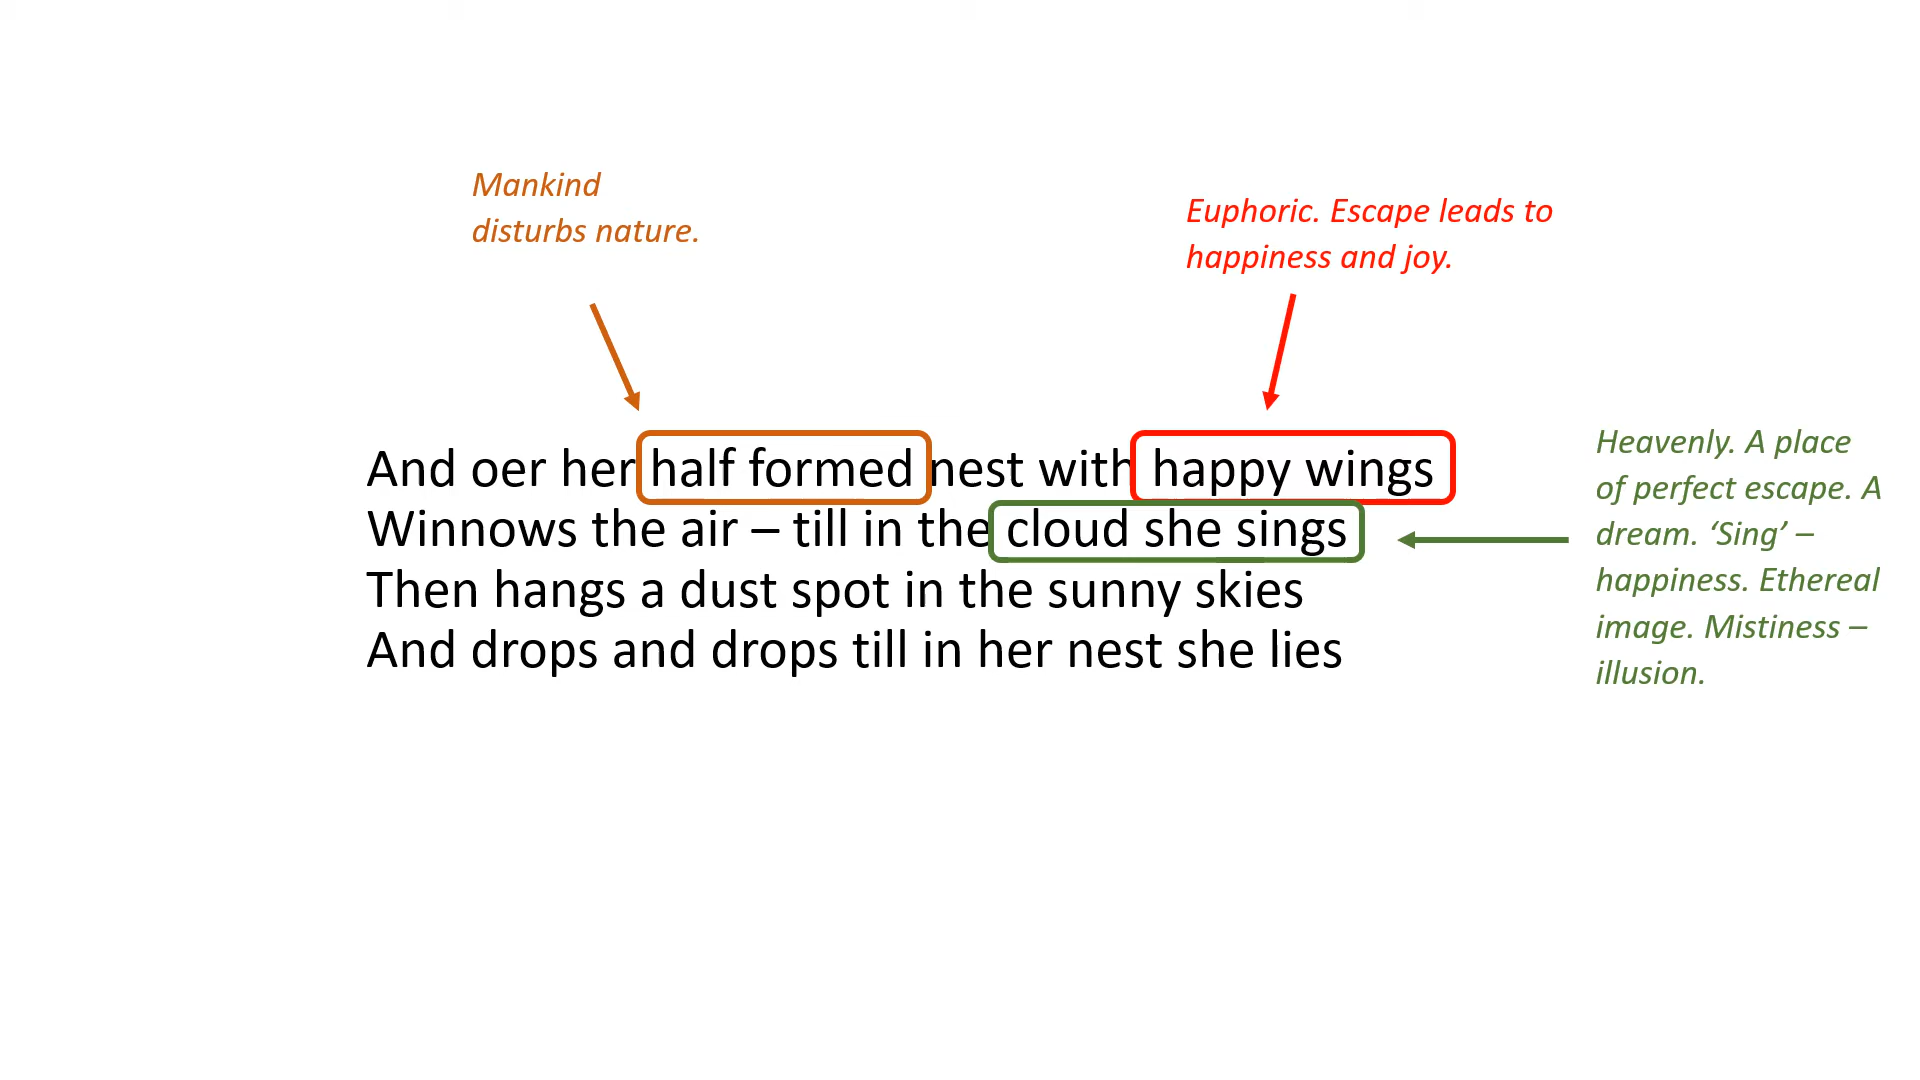 Mankind
disturbs nature.
Euphoric. Escape leads to
happiness and joy.
And oer her half formed nest with happy wings
Winnows the air – till in the cloud she sings
Then hangs a dust spot in the sunny skies
And drops and drops till in her nest she lies
Heavenly. A place
of perfect escape. A
dream. ‘Sing’ –
happiness. Ethereal
image. Mistiness –
illusion.